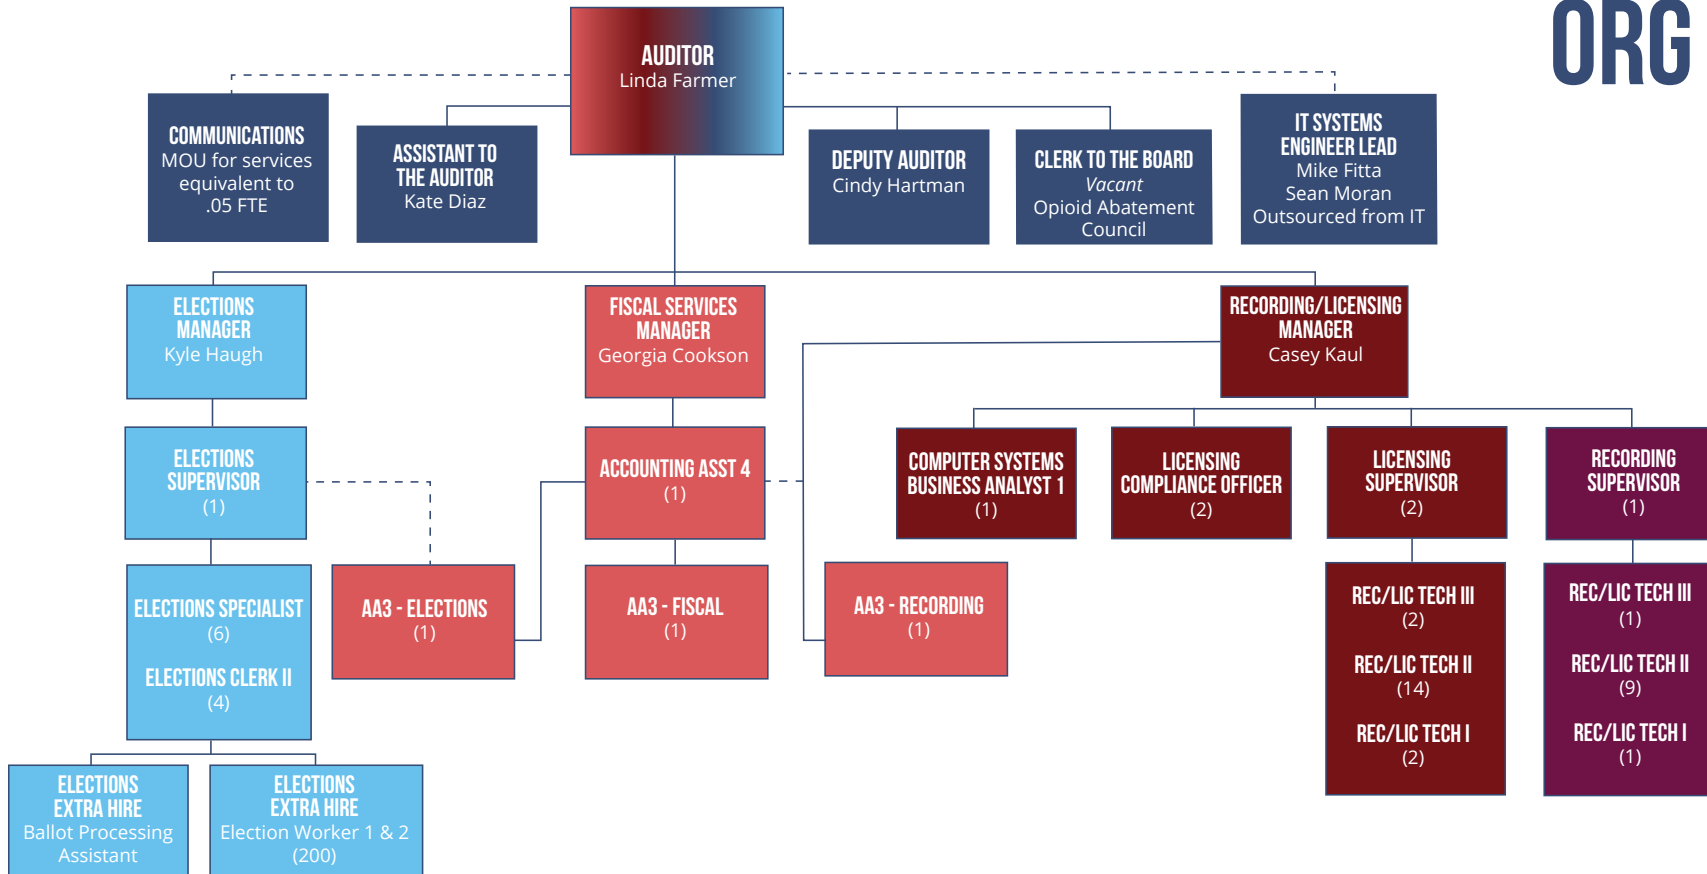 ORG
AUDITOR
Linda Farmer
COMMUNICATIONS
MOU for services
equivalent to
.05 FTE
ASSISTANT TO
THE AUDITOR
Kate Diaz
DEPUTY AUDITOR
Cindy Hartman
CLERK TO THE BOARD
Vacant
Opioid Abatement
Council
IT SYSTEMS
ENGINEER LEAD
Mike Fitta
Sean Moran
Outsourced from IT
ELECTIONS
MANAGER
Kyle Haugh
FISCAL SERVICES
MANAGER
Georgia Cookson
RECORDING/LICENSING
MANAGER
Casey Kaul
ELECTIONS
SUPERVISOR
(1)
ACCOUNTING ASST 4
(1)
COMPUTER SYSTEMS
BUSINESS ANALYST 1
(1)
LICENSING
COMPLIANCE OFFICER
(2)
LICENSING
SUPERVISOR
(2)
RECORDING
SUPERVISOR
(1)
ELECTIONS SPECIALIST
(6)
ELECTIONS CLERK II
(4)
AA3 - ELECTIONS
(1)
AA3 - FISCAL
(1)
AA3 - RECORDING
(1)
REC/LIC TECH III
(2)
REC/LIC TECH II
(14)
REC/LIC TECH I
(2)
REC/LIC TECH III
(1)
REC/LIC TECH II
(9)
REC/LIC TECH I
(1)
ELECTIONS
EXTRA HIRE
Ballot Processing
Assistant
ELECTIONS
EXTRA HIRE
Election Worker 1 & 2
(200)